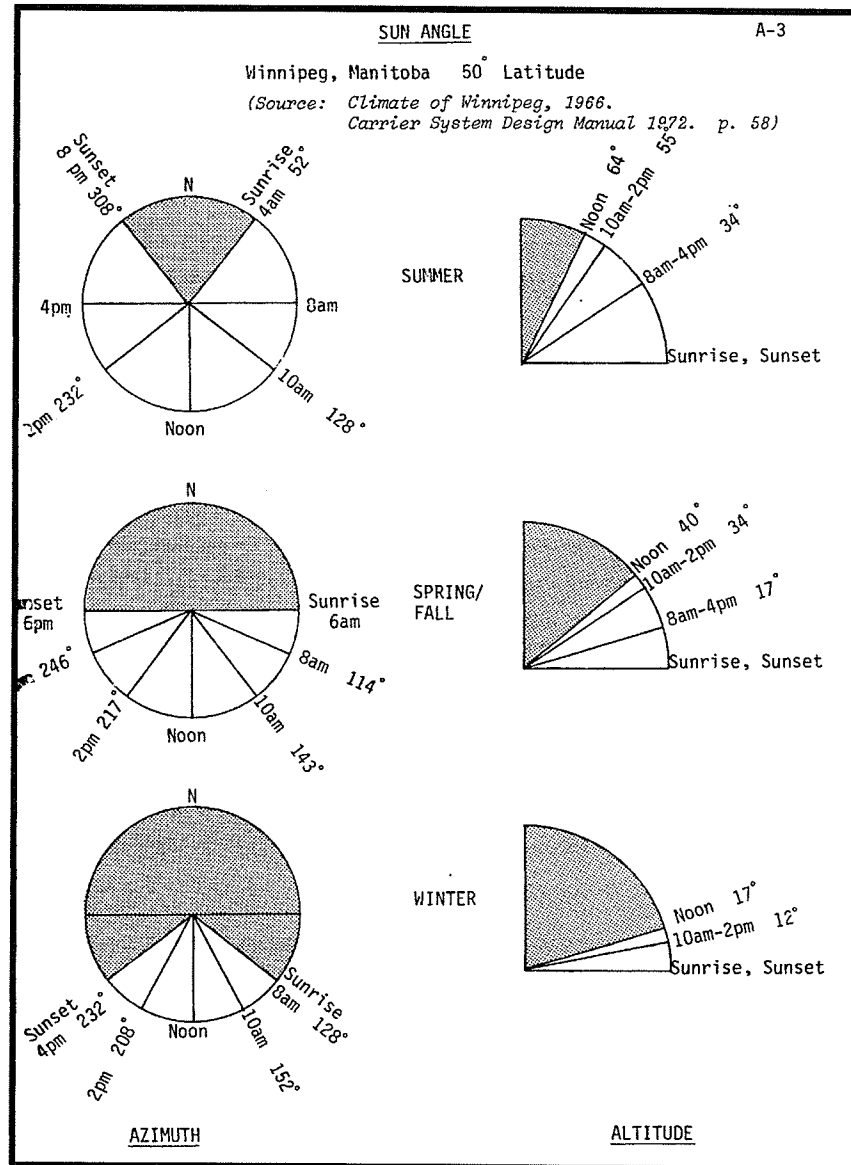 SUN ANGLE
A-3
Winnipeg, Manitoba 50° Latitude
(Source: Climate of Winnipeg, 1966.
Carrier System Design Manual 1972. p. 58)
Sunset
8 pm 308°
N
Sunrise
4am 52°
4pm
8am
2pm 232°
10am 128°
Noon
SUMMER
Noon 64°
10am-2pm 55°
8am-4pm 34°
Sunrise, Sunset
N
Sunset
6pm
Sunrise
6am
246°
8am 114°
2pm 217°
10am 143°
Noon
SPRING/
FALL
Noon 40°
10am-2pm 34°
8am-4pm 17°
Sunrise, Sunset
N
Sunset
4pm 232°
Sunrise
8am 128°
2pm 208°
10am 152°
Noon
WINTER
Noon 17°
10am-2pm 12°
Sunrise, Sunset
AZIMUTH
ALTITUDE